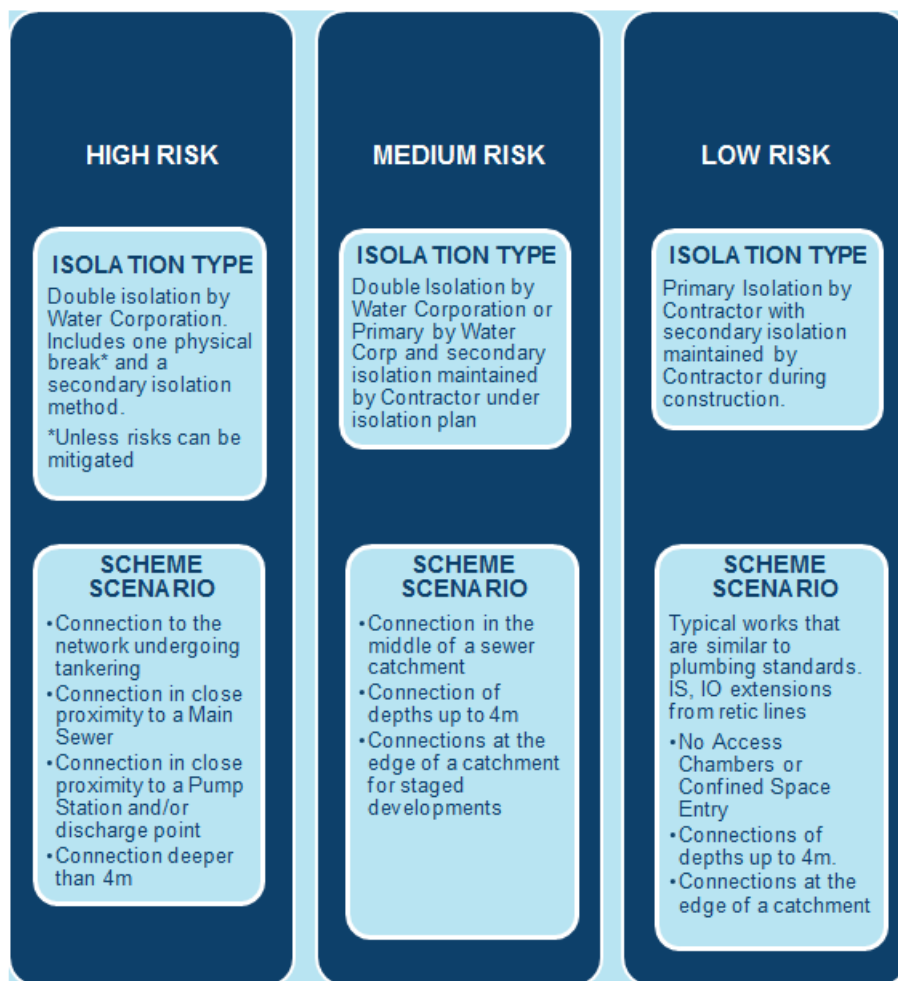 HIGH RISK
ISOLATION TYPE
Double isolation by
Water Corporation.
Includes one physical
break* and a
secondary isolation
method.
*Unless risks can be
mitigated
SCHEME
SCENARIO
•Connection to the
network undergoing
tankering
•Connection in close
proximity to a Main
Sewer
•Connection in close
proximity to a Pump
Station and/or
discharge point
•Connection deeper
than 4m
MEDIUM RISK
ISOLATION TYPE
Double Isolation by
Water Corporation or
Primary by Water
Corp and secondary
isolation maintained
by Contractor under
isolation plan
SCHEME
SCENARIO
•Connection in the
middle of a sewer
catchment
•Connection of
depths up to 4m
•Connections at the
edge of a catchment
for staged
developments
LOW RISK
ISOLATION TYPE
Primary Isolation by
Contractor with
secondary isolation
maintained by
Contractor during
construction.
SCHEME
SCENARIO
Typical works that
are similar to
plumbing standards.
IS, IO extensions
from retic lines
•No Access
Chambers or
Confined Space
Entry
•Connections of
depths up to 4m.
•Connections at the
edge of a catchment